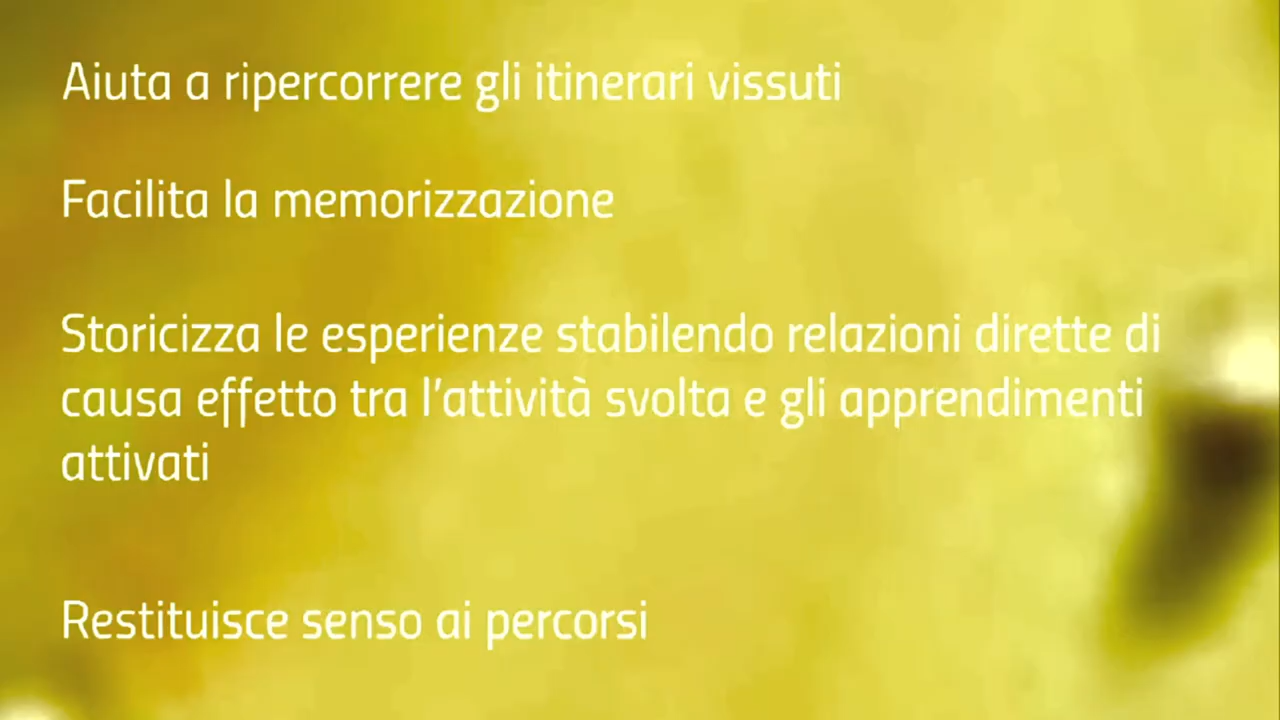 Aiuta a ripercorrere gli itinerari vissuti
Facilita la memorizzazione
Storicizza le esperienze stabilendo relazioni dirette di
causa effetto tra l'attività svolta e gli apprendimenti
attivati
Restituisce senso ai percorsi